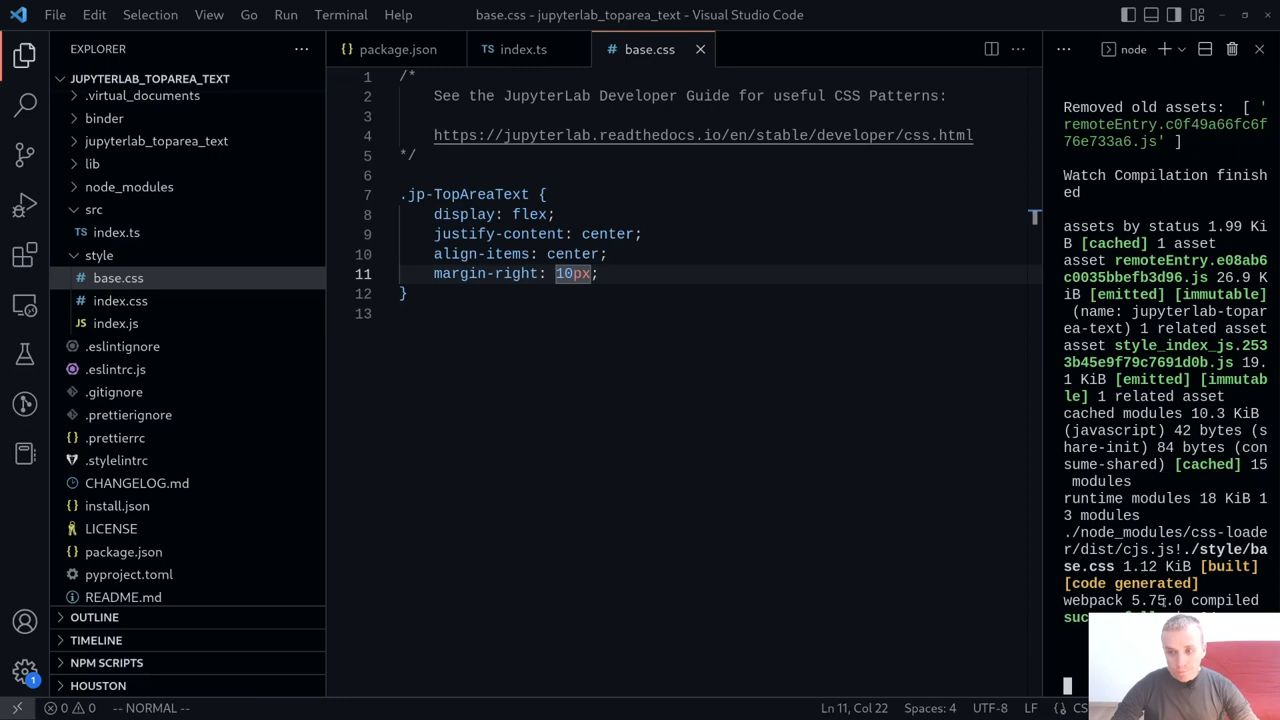 File Edit Selection View Go Run Terminal Help
base.css - jupyterlab_toparea_text - Visual Studio Code
EXPLORER
JUPYTERLAB_TOPAREA_TEXT
.virtual_documents
binder
jupyterlab_toparea_text
lib
node_modules
src
TS index.ts
style
# base.css
# index.css
JS index.js
.eslintignore
.eslintrc.js
.gitignore
.prettierignore
{} .prettierrc
.stylelintrc
CHANGELOG.md
{} install.json
LICENSE
{} package.json
pyproject.toml
README.md
OUTLINE
TIMELINE
NPM SCRIPTS
HOUSTON
1
{} package.json
TS index.ts
# base.css
1 /*
2 See the JupyterLab Developer Guide for useful CSS Patterns:
3
4 https://jupyterlab.readthedocs.io/en/stable/developer/css.html
5 */
6
7 .jp-TopAreaText {
8 display: flex;
9 justify-content: center;
10 align-items: center;
11 margin-right: 10px;
12 }
13
node
Removed old assets: [ '
remoteEntry.c0f49a66fc6f
76e733a6.js' ]
Watch Compilation finish
ed
assets by status 1.99 Ki
B [cached] 1 asset
asset remoteEntry.e08ab6
c0035bbefb3d96.js 26.9 K
iB [emitted] [immutable]
(name: jupyterlab-topar
ea-text) 1 related asset
asset style_index_js.253
3b45e9f79c7691d0b.js 19.
1 KiB [emitted] [immutab
le] 1 related asset
cached modules 10.3 KiB
(javascript) 42 bytes (s
hare-init) 84 bytes (con
sume-shared) [cached] 15
modules
runtime modules 18 KiB 1
3 modules
./node_modules/css-loade
r/dist/cjs.js!./style/ba
se.css 1.12 KiB [built]
[code generated]
webpack 5.75.0 compiled
0 0 -- NORMAL --
Ln 11, Col 22 Spaces: 4 UTF-8 LF {} CS